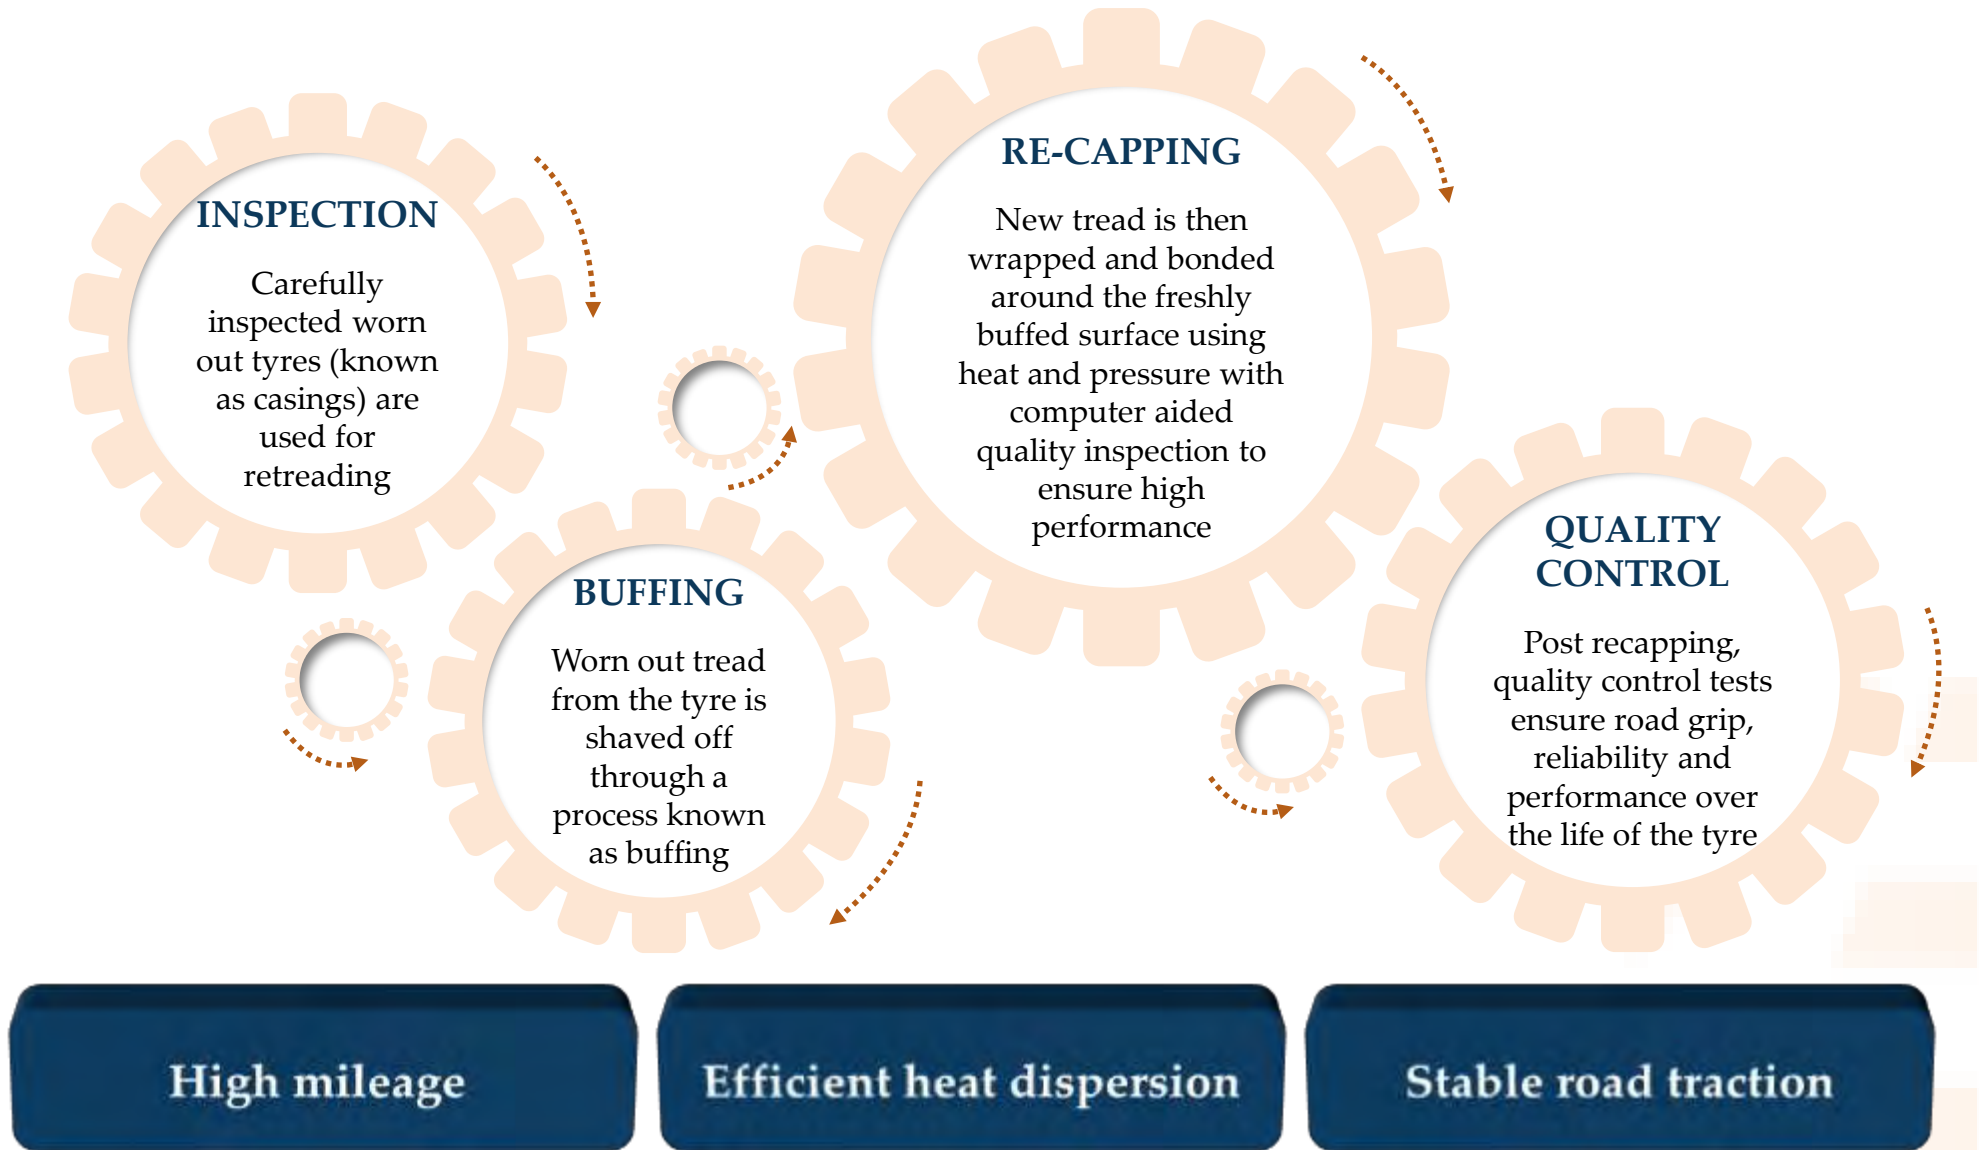 INSPECTION
Carefully
inspected worn
out tyres (known
as casings) are
used for
retreading
BUFFING
Worn out tread
from the tyre is
shaved off
through a
process known
as buffing
RE-CAPPING
New tread is then
wrapped and bonded
around the freshly
buffed surface using
heat and pressure with
computer aided
quality inspection to
ensure high
performance
QUALITY
CONTROL
Post recapping,
quality control tests
ensure road grip,
reliability and
performance over
the life of the tyre
High mileage
Efficient heat dispersion
Stable road traction